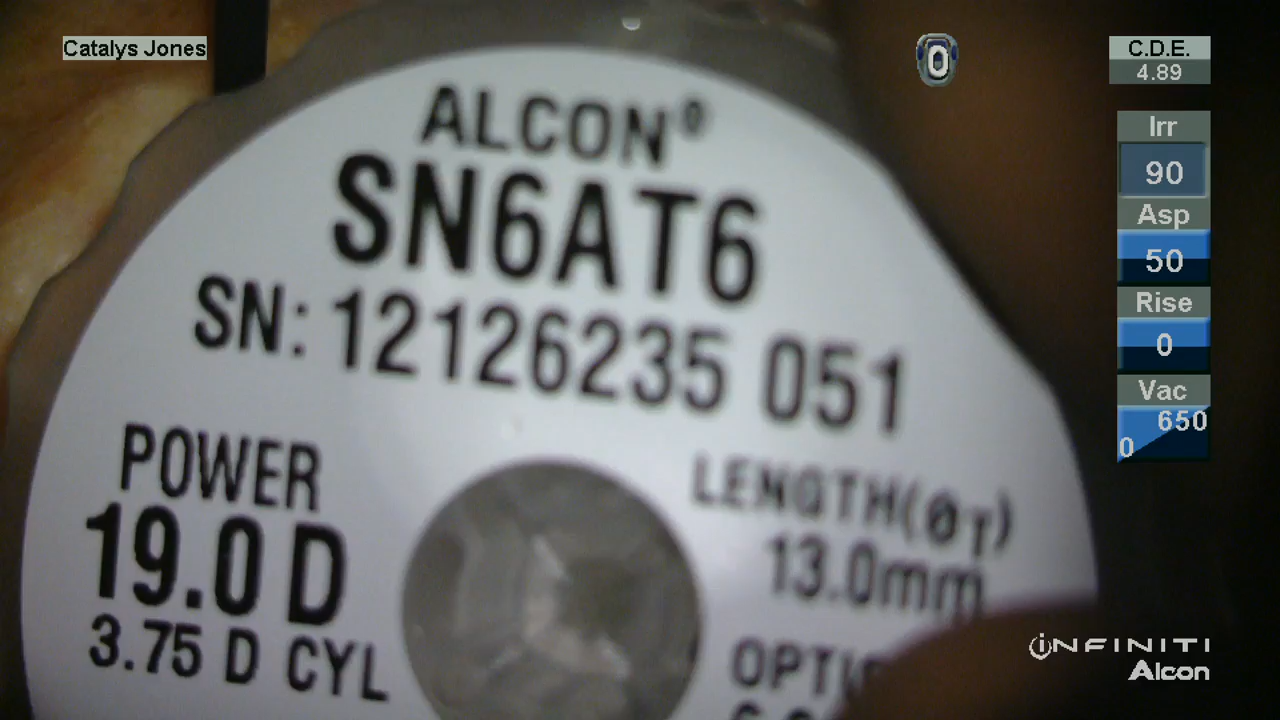 Catalys Jones
ALCON®
SN6AT6
SN: 12126235 051
POWER
19.0 D
3.75 D CYL
LENGTH(ØT)
13.0mm
C.D.E.
4.89
Irr
90
Asp
50
Rise
0
Vac
650
0
0
INFINITI
Alcon